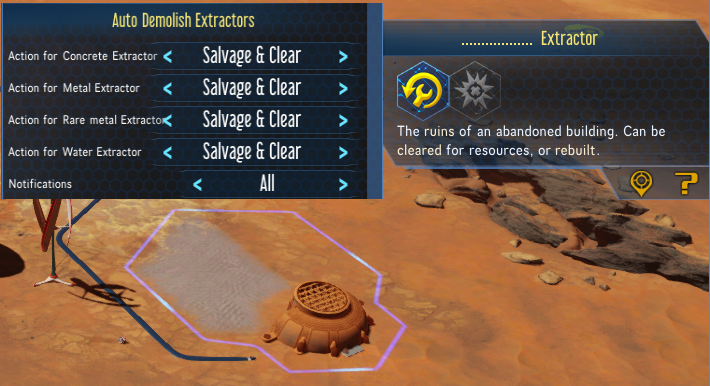 Auto Demolish Extractors
Action for Concrete Extractor < Salvage & Clear >
Action for Metal Extractor < Salvage & Clear >
Action for Rare metal Extractor < Salvage & Clear >
Action for Water Extractor < Salvage & Clear >
Notifications < All >
.................. Extractor
The ruins of an abandoned building. Can be
cleared for resources, or rebuilt.
?